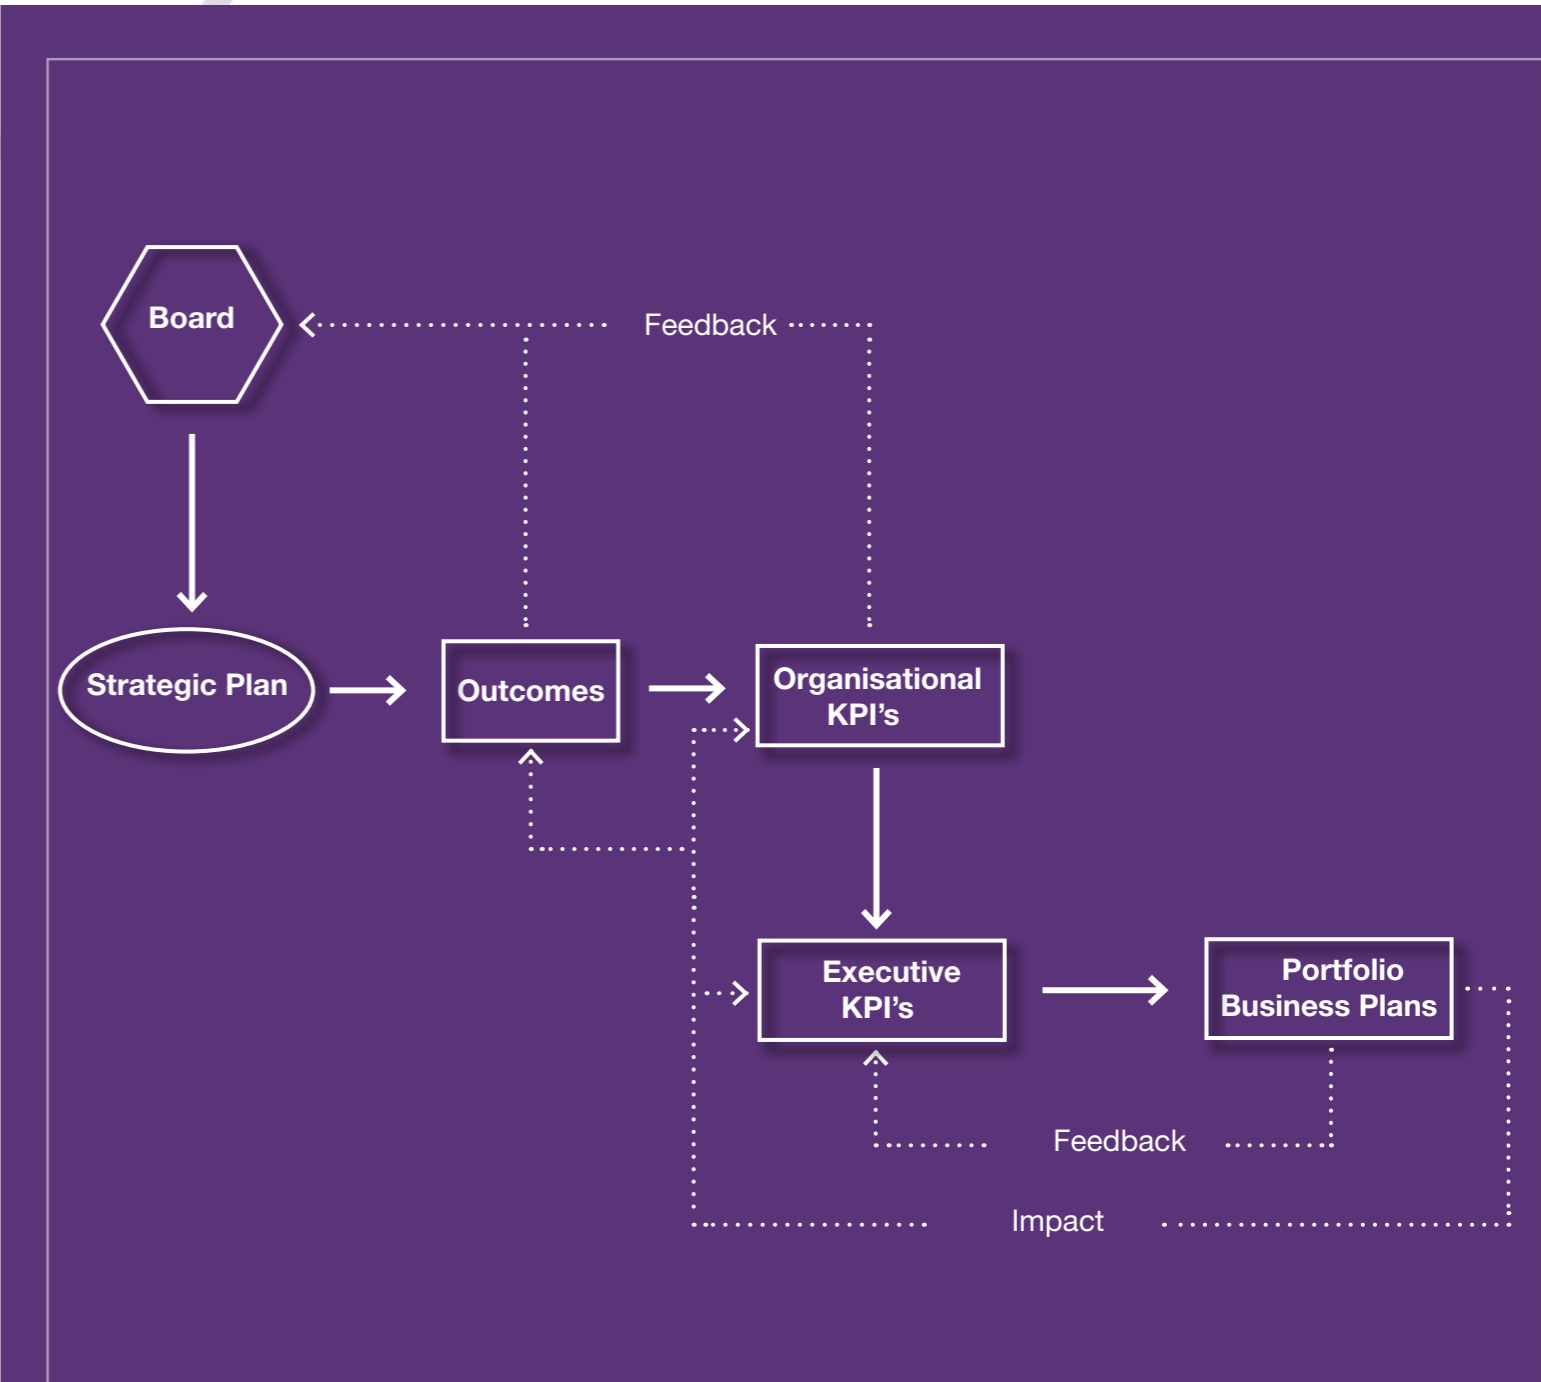 Board
Feedback
Strategic Plan
Outcomes
Organisational
KPI’s
Executive
KPI’s
Portfolio
Business Plans
Feedback
Impact